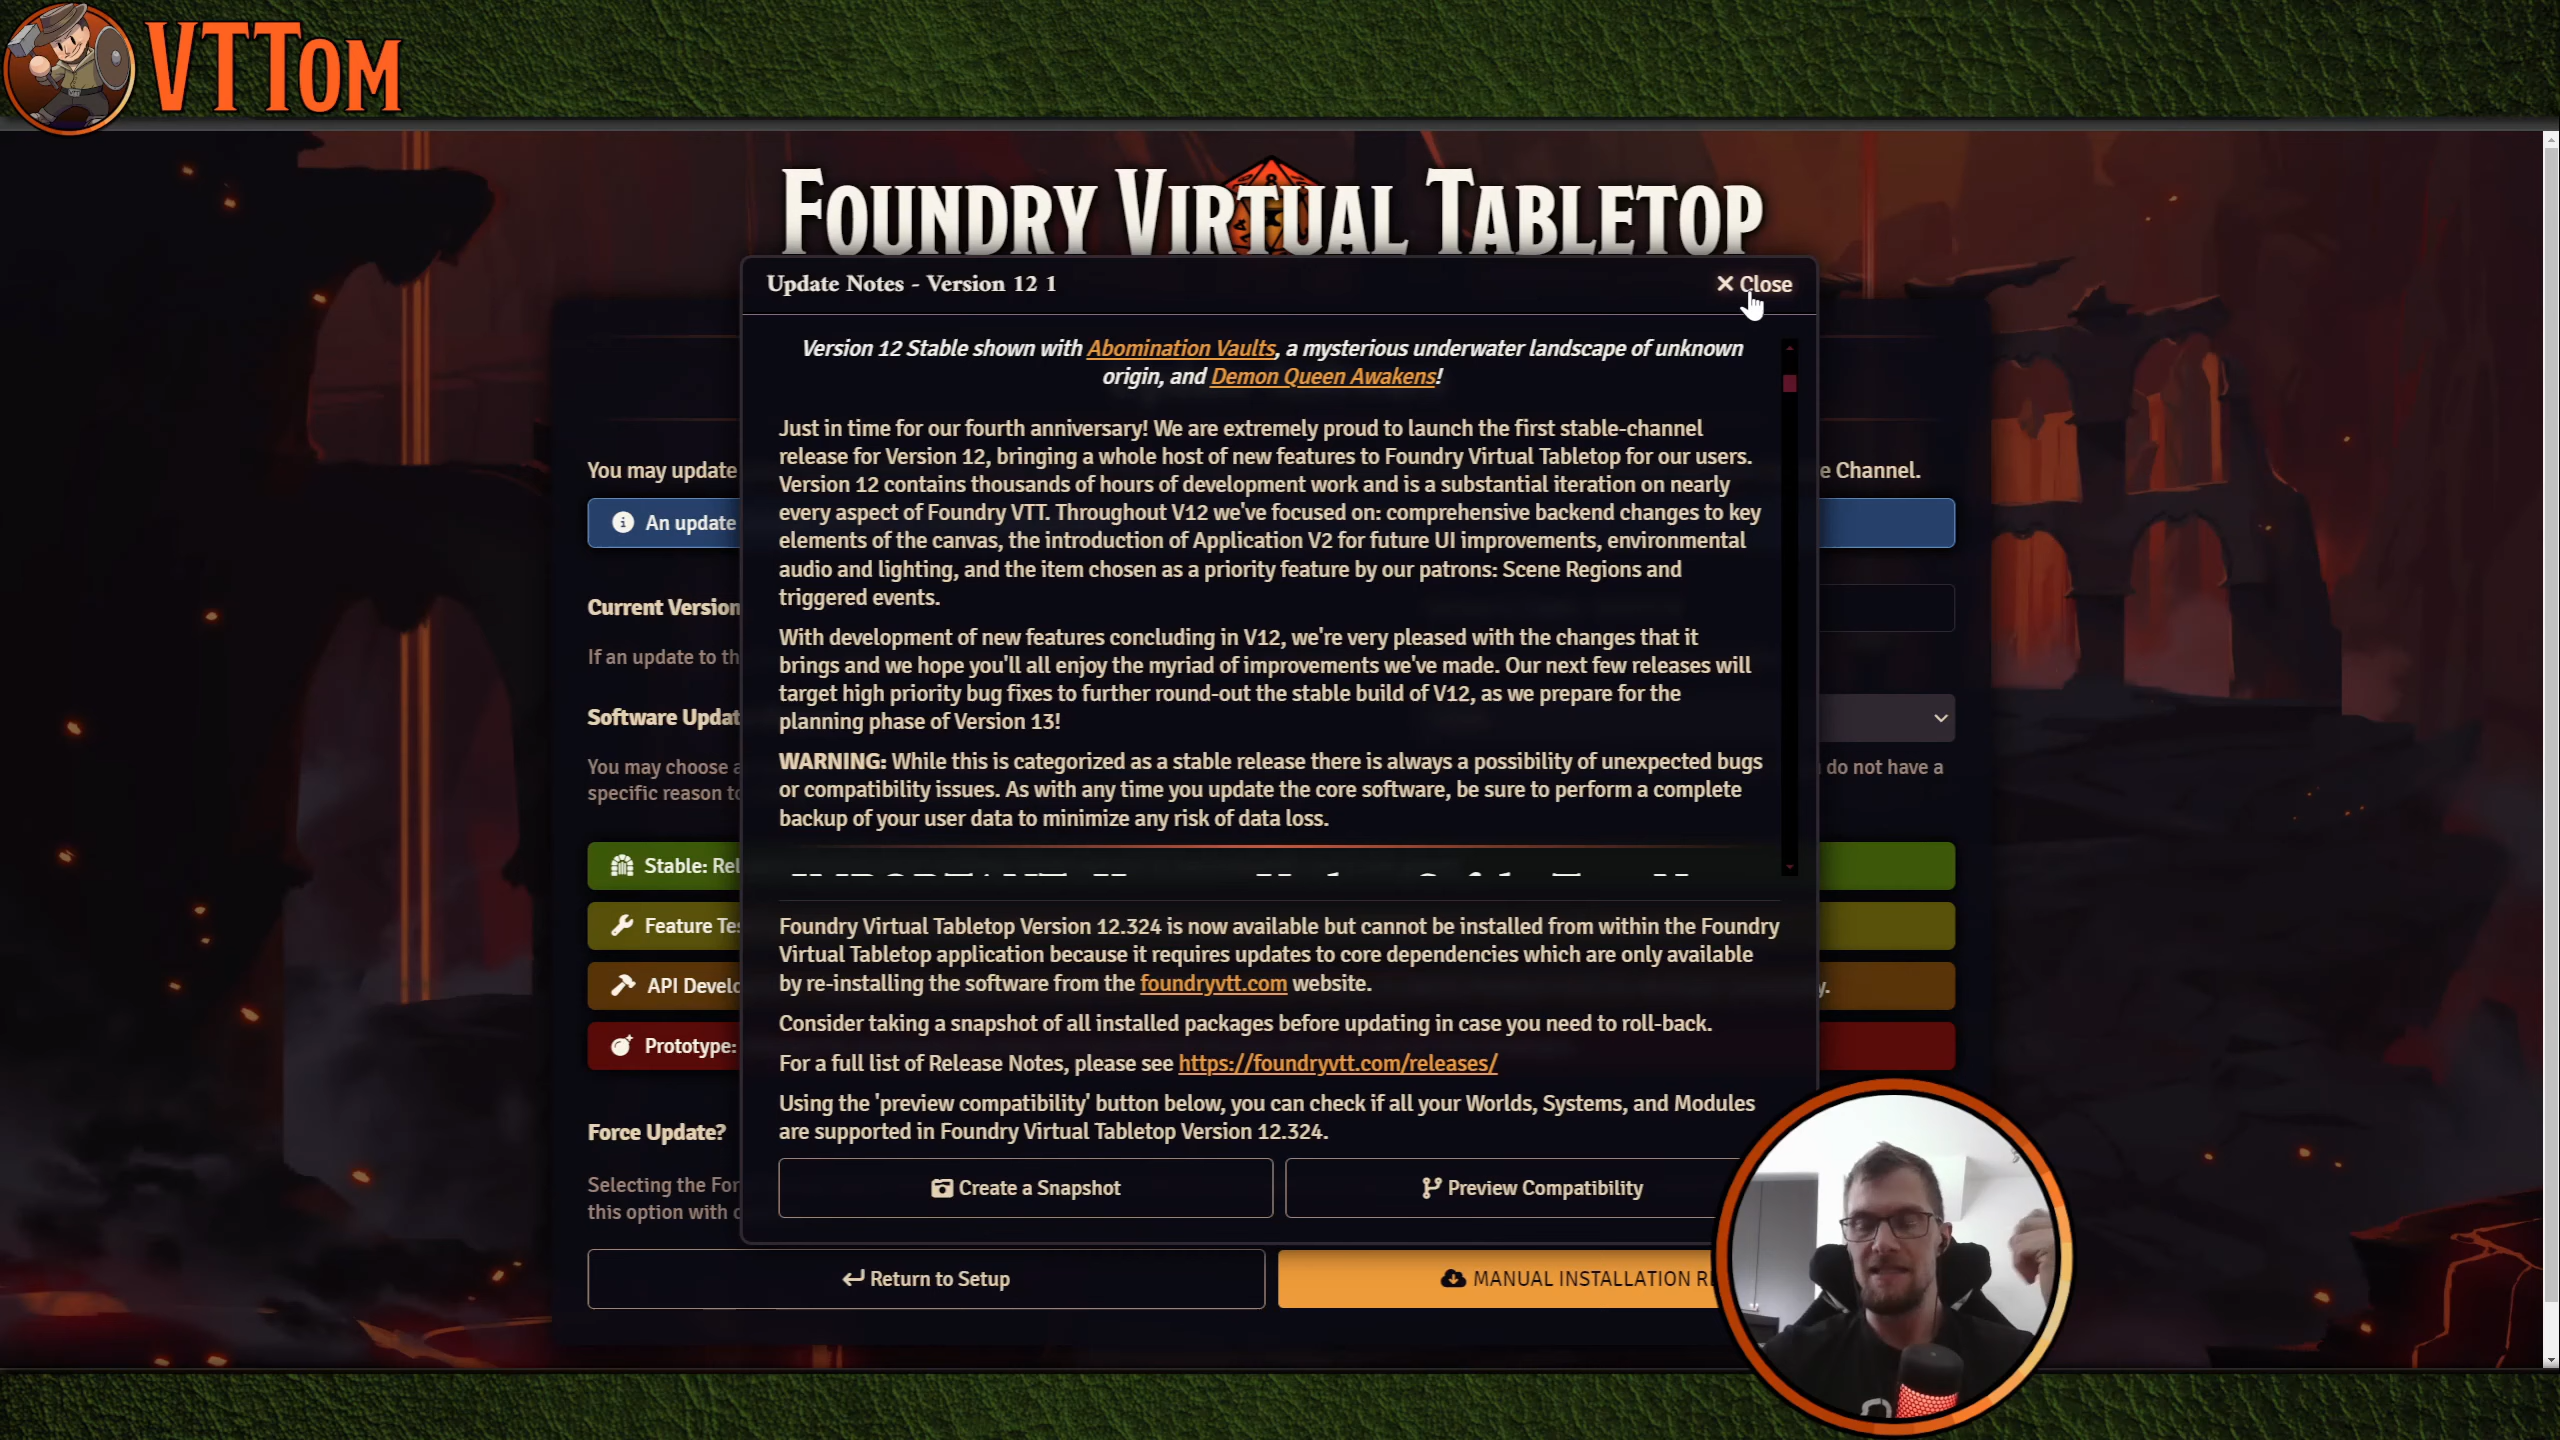 VTTom
Foundry Virtual Tabletop
Update Notes - Version 12 1
Close
Version 12 Stable shown with Abomination Vaults, a mysterious underwater landscape of unknown
origin, and Demon Queen Awakens!
Just in time for our fourth anniversary! We are extremely proud to launch the first stable-channel
release for Version 12, bringing a whole host of new features to Foundry Virtual Tabletop for our users.
Version 12 contains thousands of hours of development work and is a substantial iteration on nearly
every aspect of Foundry VTT. Throughout V12 we've focused on: comprehensive backend changes to key
elements of the canvas, the introduction of Application V2 for future UI improvements, environmental
audio and lighting, and the item chosen as a priority feature by our patrons: Scene Regions and
triggered events.
With development of new features concluding in V12, we're very pleased with the changes that it
brings and we hope you'll all enjoy the myriad of improvements we've made. Our next few releases will
target high priority bug fixes to further round-out the stable build of V12, as we prepare for the
planning phase of Version 13!
WARNING: While this is categorized as a stable release there is always a possibility of unexpected bugs
or compatibility issues. As with any time you update the core software, be sure to perform a complete
backup of your user data to minimize any risk of data loss.
Foundry Virtual Tabletop Version 12.324 is now available but cannot be installed from within the Foundry
Virtual Tabletop application because it requires updates to core dependencies which are only available
by re-installing the software from the foundryvtt.com website.
Consider taking a snapshot of all installed packages before updating in case you need to roll-back.
For a full list of Release Notes, please see https://foundryvtt.com/releases/
Using the 'preview compatibility' button below, you can check if all your Worlds, Systems, and Modules
are supported in Foundry Virtual Tabletop Version 12.324.
Create a Snapshot
Preview Compatibility
You may update
e Channel.
An update
Current Version
If an update to th
Software Updat
You may choose a
do not have a
specific reason to
Stable: Rel
Feature Tes
API Develo
y.
Prototype:
Force Update?
Selecting the For
this option with c
Return to Setup
MANUAL INSTALLATION RE